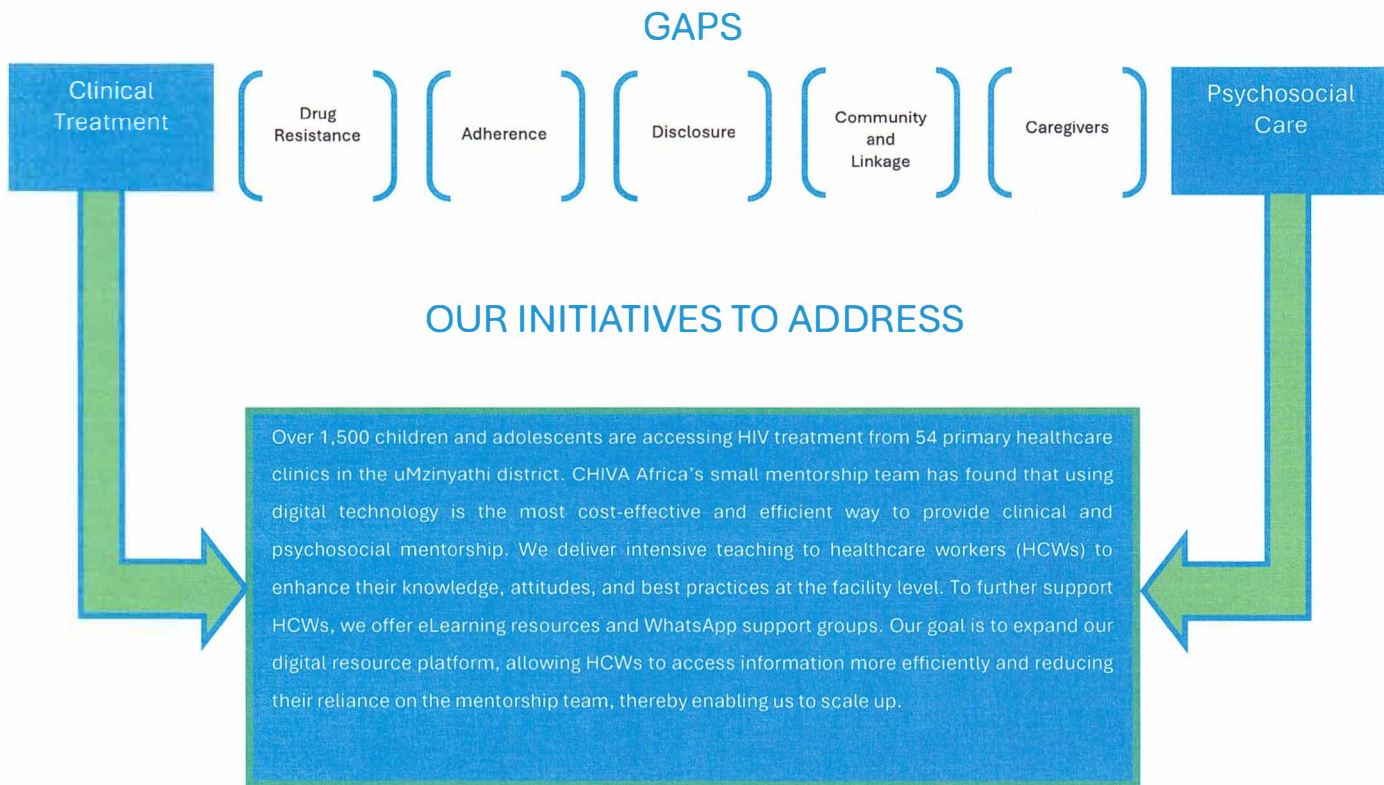 GAPS
Clinical
Treatment
Drug
Resistance
Adherence
Disclosure
Community
and
Linkage
Caregivers
Psychosocial
Care
OUR INITIATIVES TO ADDRESS
Over 1,500 children and adolescents are accessing HIV treatment from 54 primary healthcare
clinics in the uMzinyathi district. CHIVA Africa's small mentorship team has found that using
digital technology is the most cost-effective and efficient way to provide clinical and
psychosocial mentorship. We deliver intensive teaching to healthcare workers (HCWs) to
enhance their knowledge, attitudes, and best practices at the facility level. To further support
HCWs, we offer eLearning resources and WhatsApp support groups. Our goal is to expand our
digital resource platform, allowing HCWs to access information more efficiently and reducing
their reliance on the mentorship team, thereby enabling us to scale up.